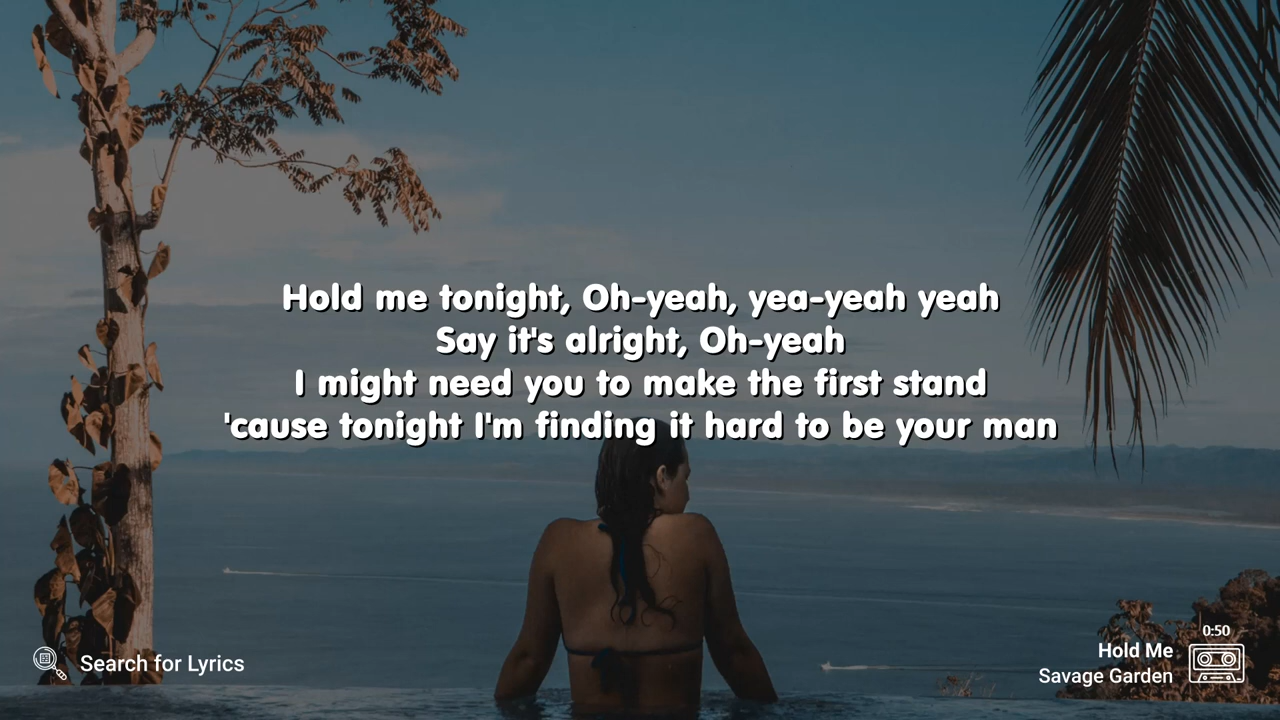 Hold me tonight, Oh-yeah, yea-yeah yeah
Say it's alright, Oh-yeah
I might need you to make the first stand
'cause tonight I'm finding it hard to be your man
Search for Lyrics
0:50
Hold Me
Savage Garden